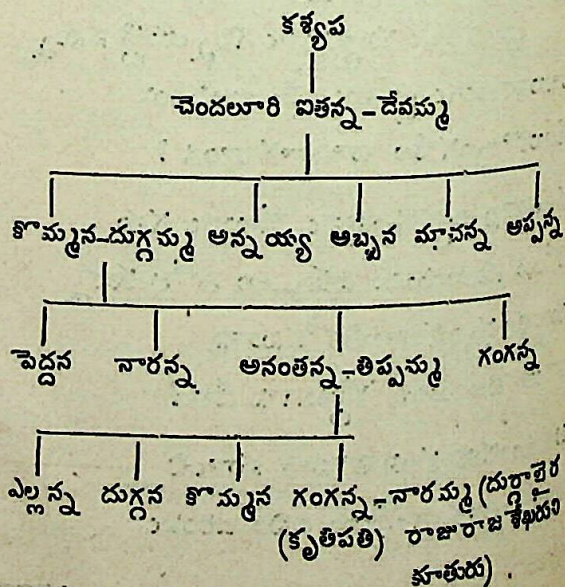 కశ్యప
చెందలూరి ఐతన్న - దేవమ్మ
కొమ్మన-దుగ్గమ్మ అన్నయ్య అబ్బన మాచన్న అప్పన్న
పెద్దన నారన్న అనంతన్న - తిప్పమ్మ గంగన్న
ఎల్లన్న దుగ్గన కొమ్మన గంగన్న - నారమ్మ (దుర్గా
(కృతిపతి) రాజు రాజ శేఖరుని
కూతురు)